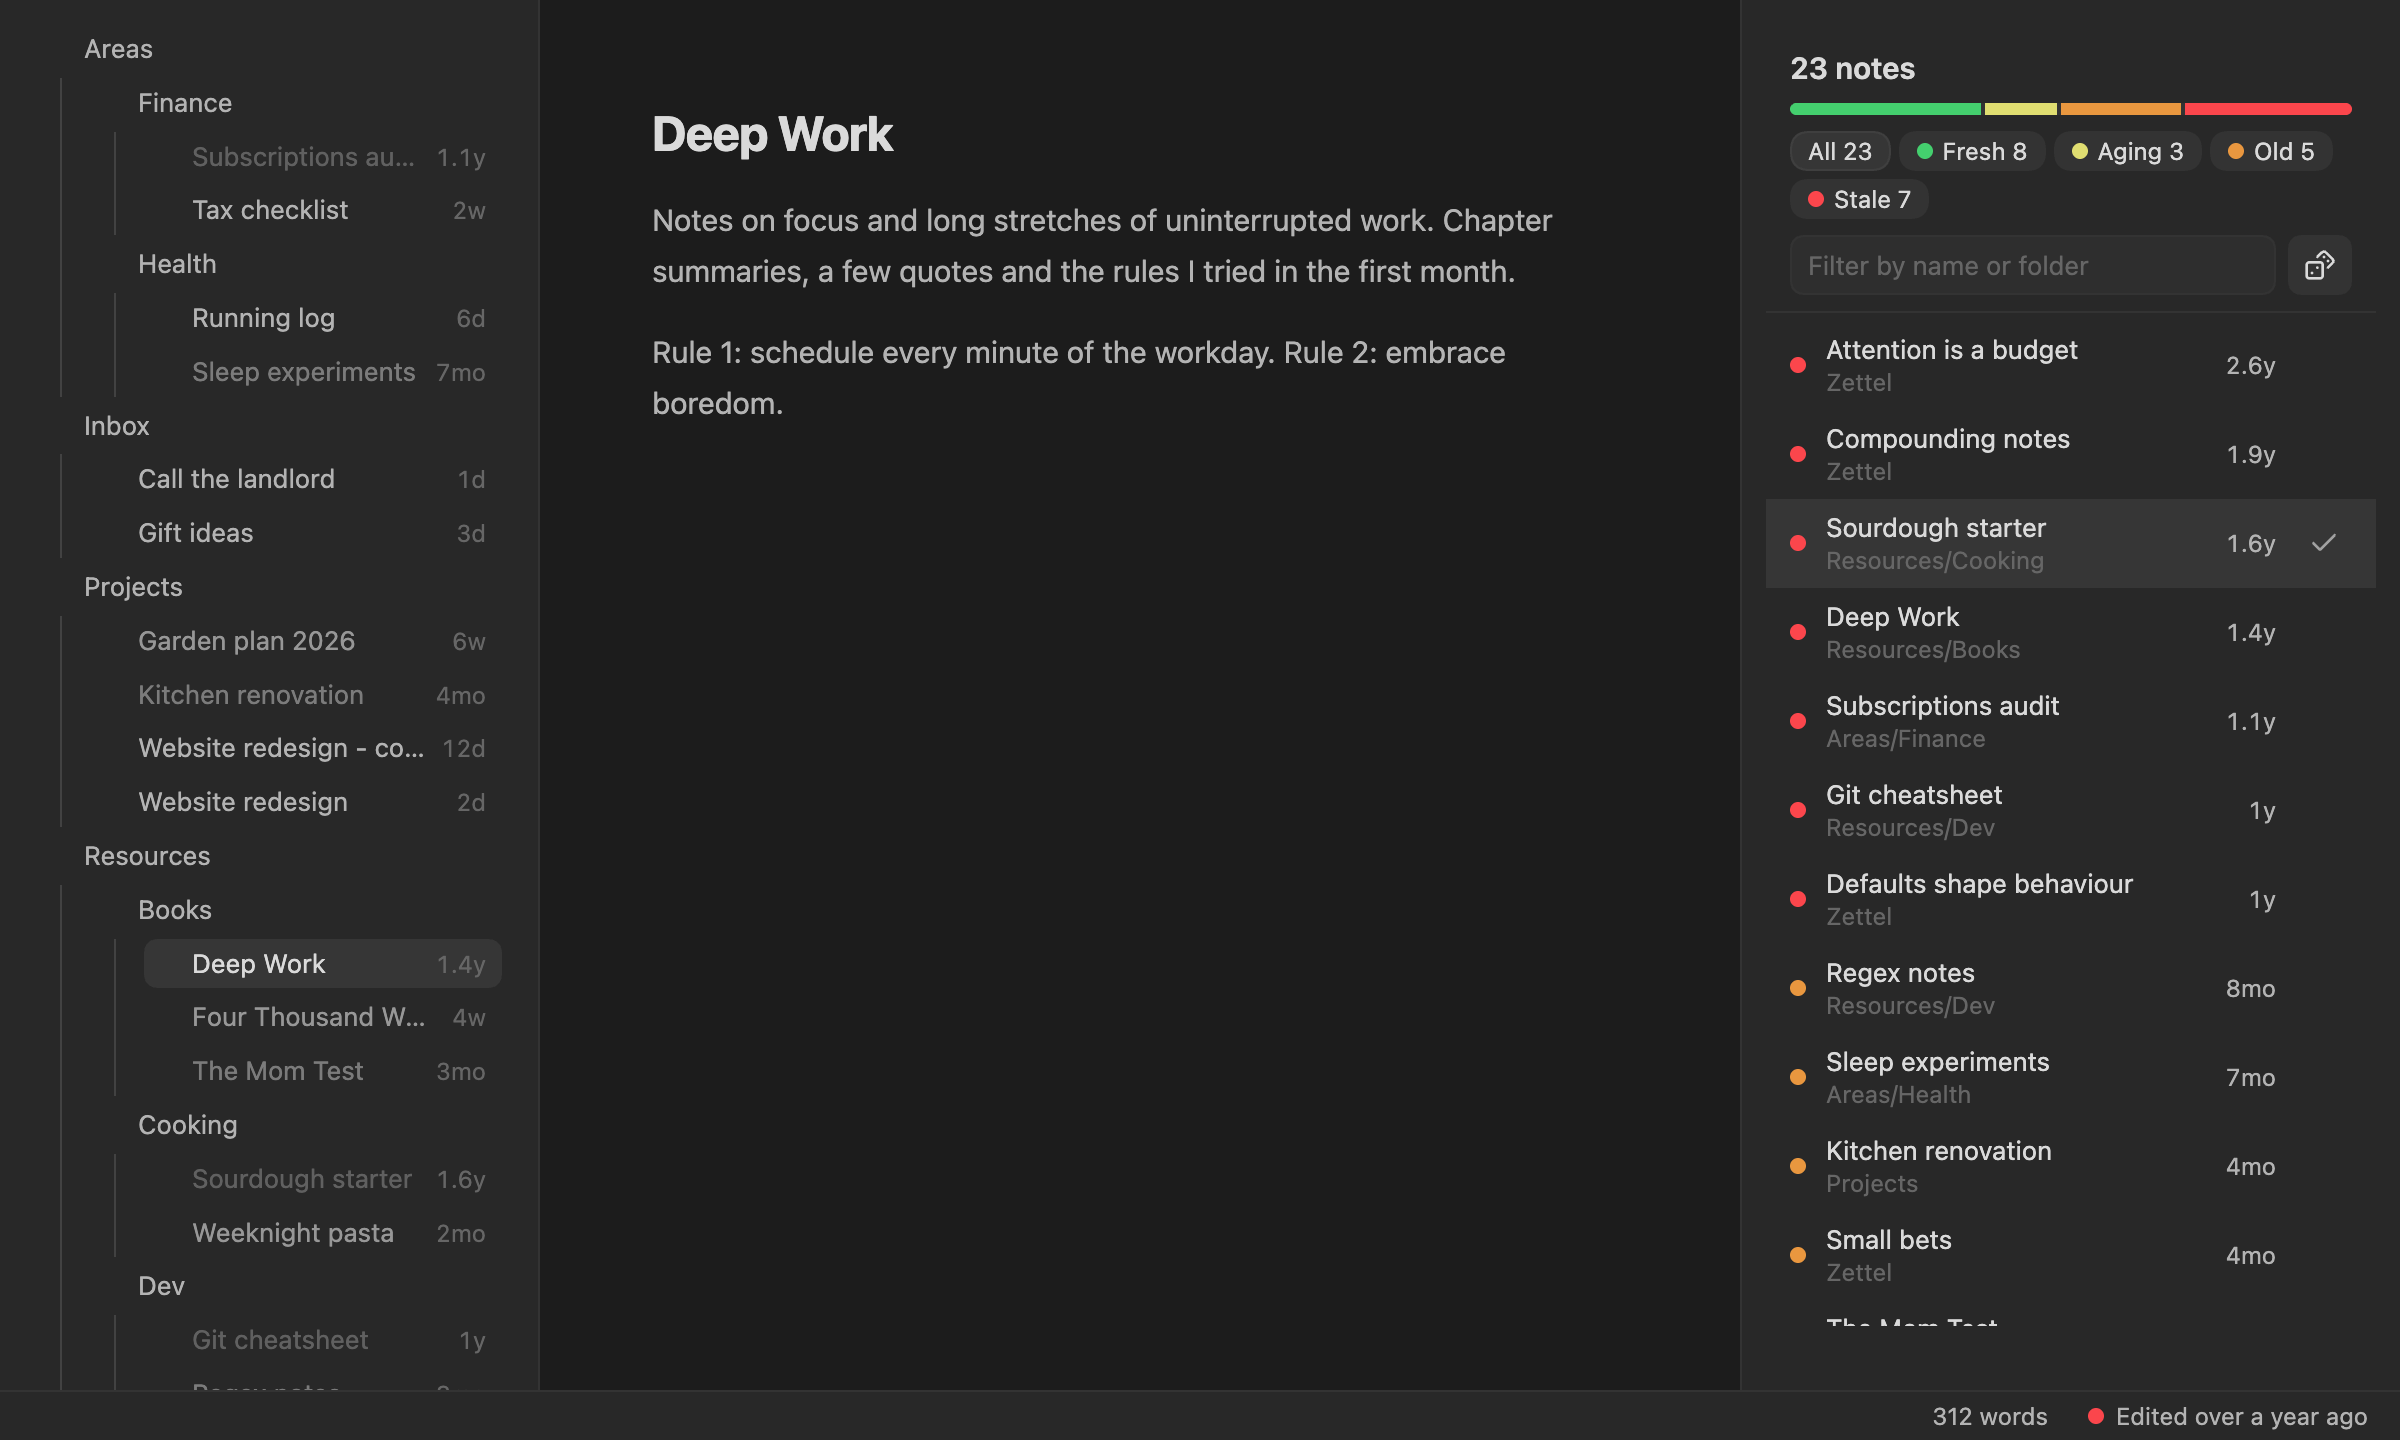 Areas
Finance
Subscriptions au... 1.1y
Tax checklist 2w
Health
Running log 6d
Sleep experiments 7mo
Inbox
Call the landlord 1d
Gift ideas 3d
Projects
Garden plan 2026 6w
Kitchen renovation 4mo
Website redesign - co... 12d
Website redesign 2d
Resources
Books
Deep Work 1.4y
Four Thousand W... 4w
The Mom Test 3mo
Cooking
Sourdough starter 1.6y
Weeknight pasta 2mo
Dev
Git cheatsheet 1y
Deep Work
Notes on focus and long stretches of uninterrupted work. Chapter
summaries, a few quotes and the rules I tried in the first month.
Rule 1: schedule every minute of the workday. Rule 2: embrace
boredom.
23 notes
All 23 Fresh 8 Aging 3 Old 5
Stale 7
Filter by name or folder
Attention is a budget 2.6y
Zettel
Compounding notes 1.9y
Zettel
Sourdough starter 1.6y
Resources/Cooking
Deep Work 1.4y
Resources/Books
Subscriptions audit 1.1y
Areas/Finance
Git cheatsheet 1y
Resources/Dev
Defaults shape behaviour 1y
Zettel
Regex notes 8mo
Resources/Dev
Sleep experiments 7mo
Areas/Health
Kitchen renovation 4mo
Projects
Small bets 4mo
Zettel
The Mom Test
312 words Edited over a year ago